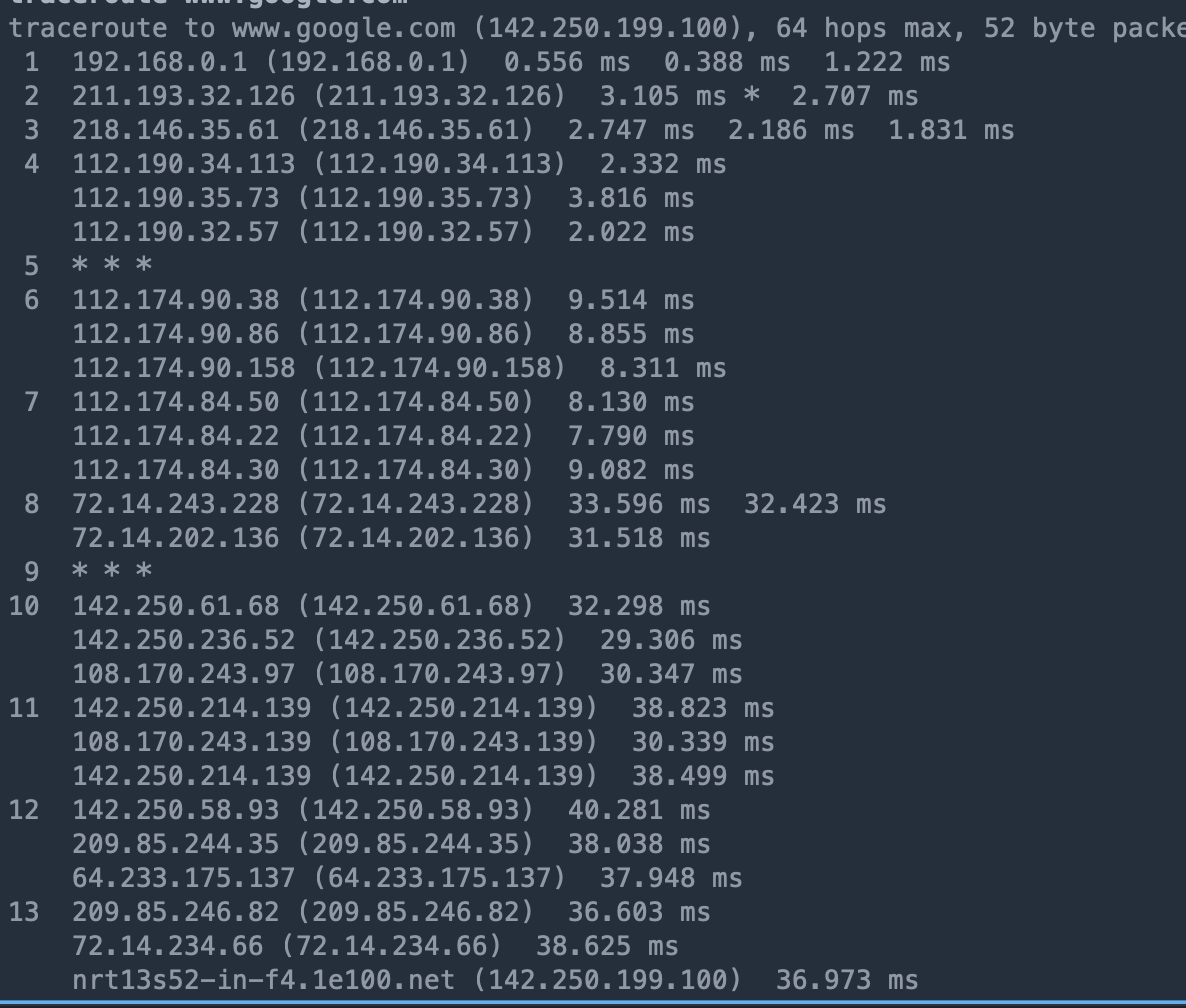 traceroute www.google.com
traceroute to www.google.com (142.250.199.100), 64 hops max, 52 byte packe
1 192.168.0.1 (192.168.0.1) 0.556 ms 0.388 ms 1.222 ms
2 211.193.32.126 (211.193.32.126) 3.105 ms * 2.707 ms
3 218.146.35.61 (218.146.35.61) 2.747 ms 2.186 ms 1.831 ms
4 112.190.34.113 (112.190.34.113) 2.332 ms
112.190.35.73 (112.190.35.73) 3.816 ms
112.190.32.57 (112.190.32.57) 2.022 ms
5 * * *
6 112.174.90.38 (112.174.90.38) 9.514 ms
112.174.90.86 (112.174.90.86) 8.855 ms
112.174.90.158 (112.174.90.158) 8.311 ms
7 112.174.84.50 (112.174.84.50) 8.130 ms
112.174.84.22 (112.174.84.22) 7.790 ms
112.174.84.30 (112.174.84.30) 9.082 ms
8 72.14.243.228 (72.14.243.228) 33.596 ms 32.423 ms
72.14.202.136 (72.14.202.136) 31.518 ms
9 * * *
10 142.250.61.68 (142.250.61.68) 32.298 ms
142.250.236.52 (142.250.236.52) 29.306 ms
108.170.243.97 (108.170.243.97) 30.347 ms
11 142.250.214.139 (142.250.214.139) 38.823 ms
108.170.243.139 (108.170.243.139) 30.339 ms
142.250.214.139 (142.250.214.139) 38.499 ms
12 142.250.58.93 (142.250.58.93) 40.281 ms
209.85.244.35 (209.85.244.35) 38.038 ms
64.233.175.137 (64.233.175.137) 37.948 ms
13 209.85.246.82 (209.85.246.82) 36.603 ms
72.14.234.66 (72.14.234.66) 38.625 ms
nrt13s52-in-f4.1e100.net (142.250.199.100) 36.973 ms